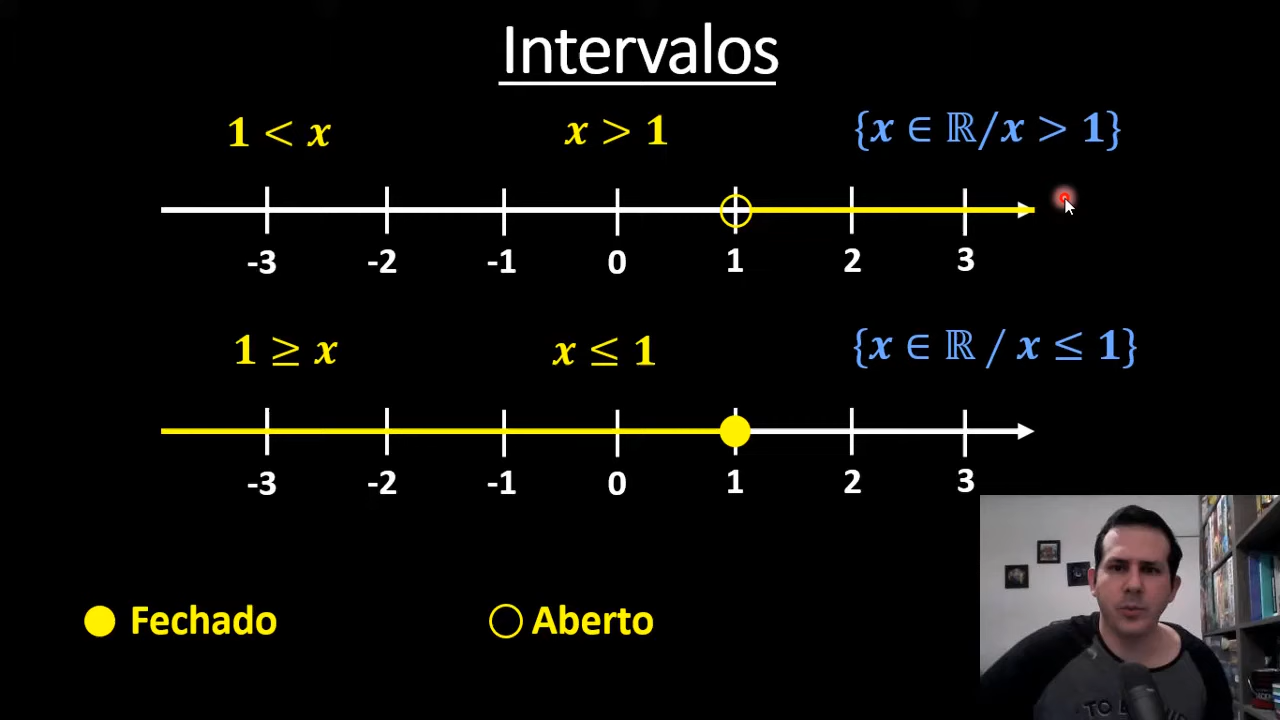 Intervalos
1 < x    x > 1    {x ∈ ℝ/x > 1}
-3 -2 -1 0 1 2 3
1 ≥ x    x ≤ 1    {x ∈ ℝ / x ≤ 1}
-3 -2 -1 0 1 2 3
Fechado    Aberto